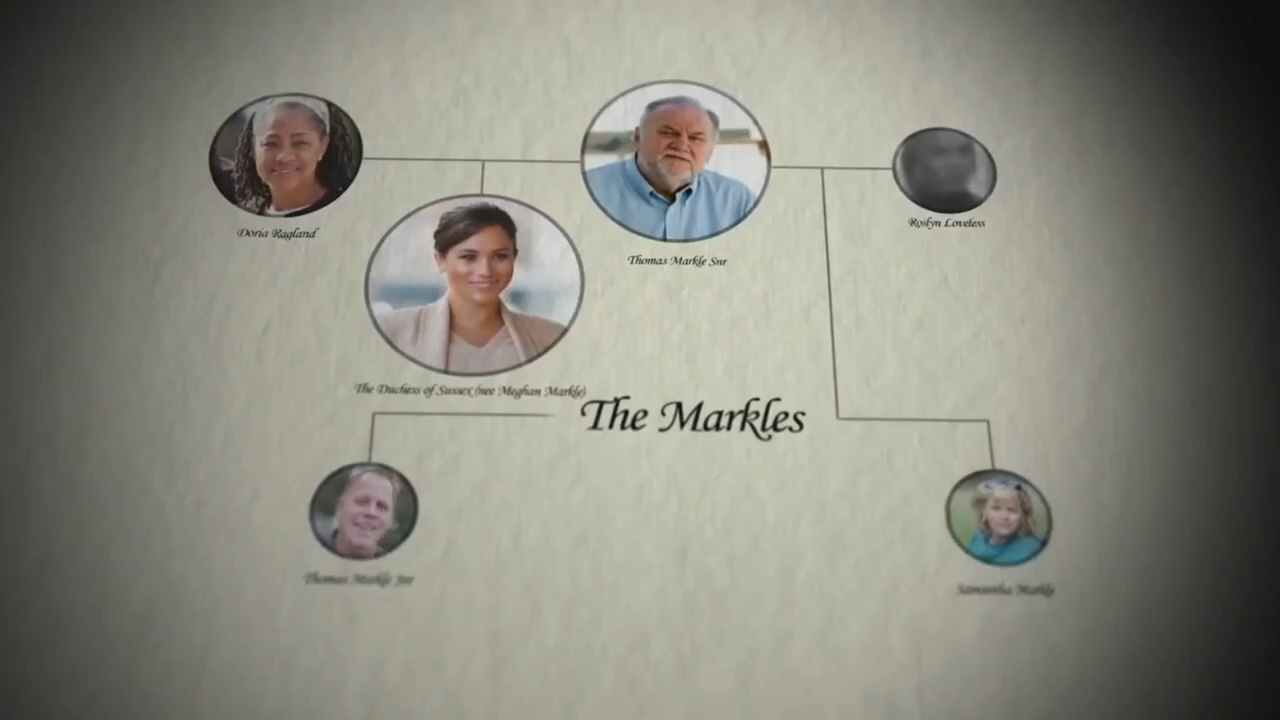 Doria Ragland
Roslyn Loveless
Thomas Markle Snr
The Duchess of Sussex (nee Meghan Markle)
The Markles
Thomas Markle Jnr
Samantha Markle